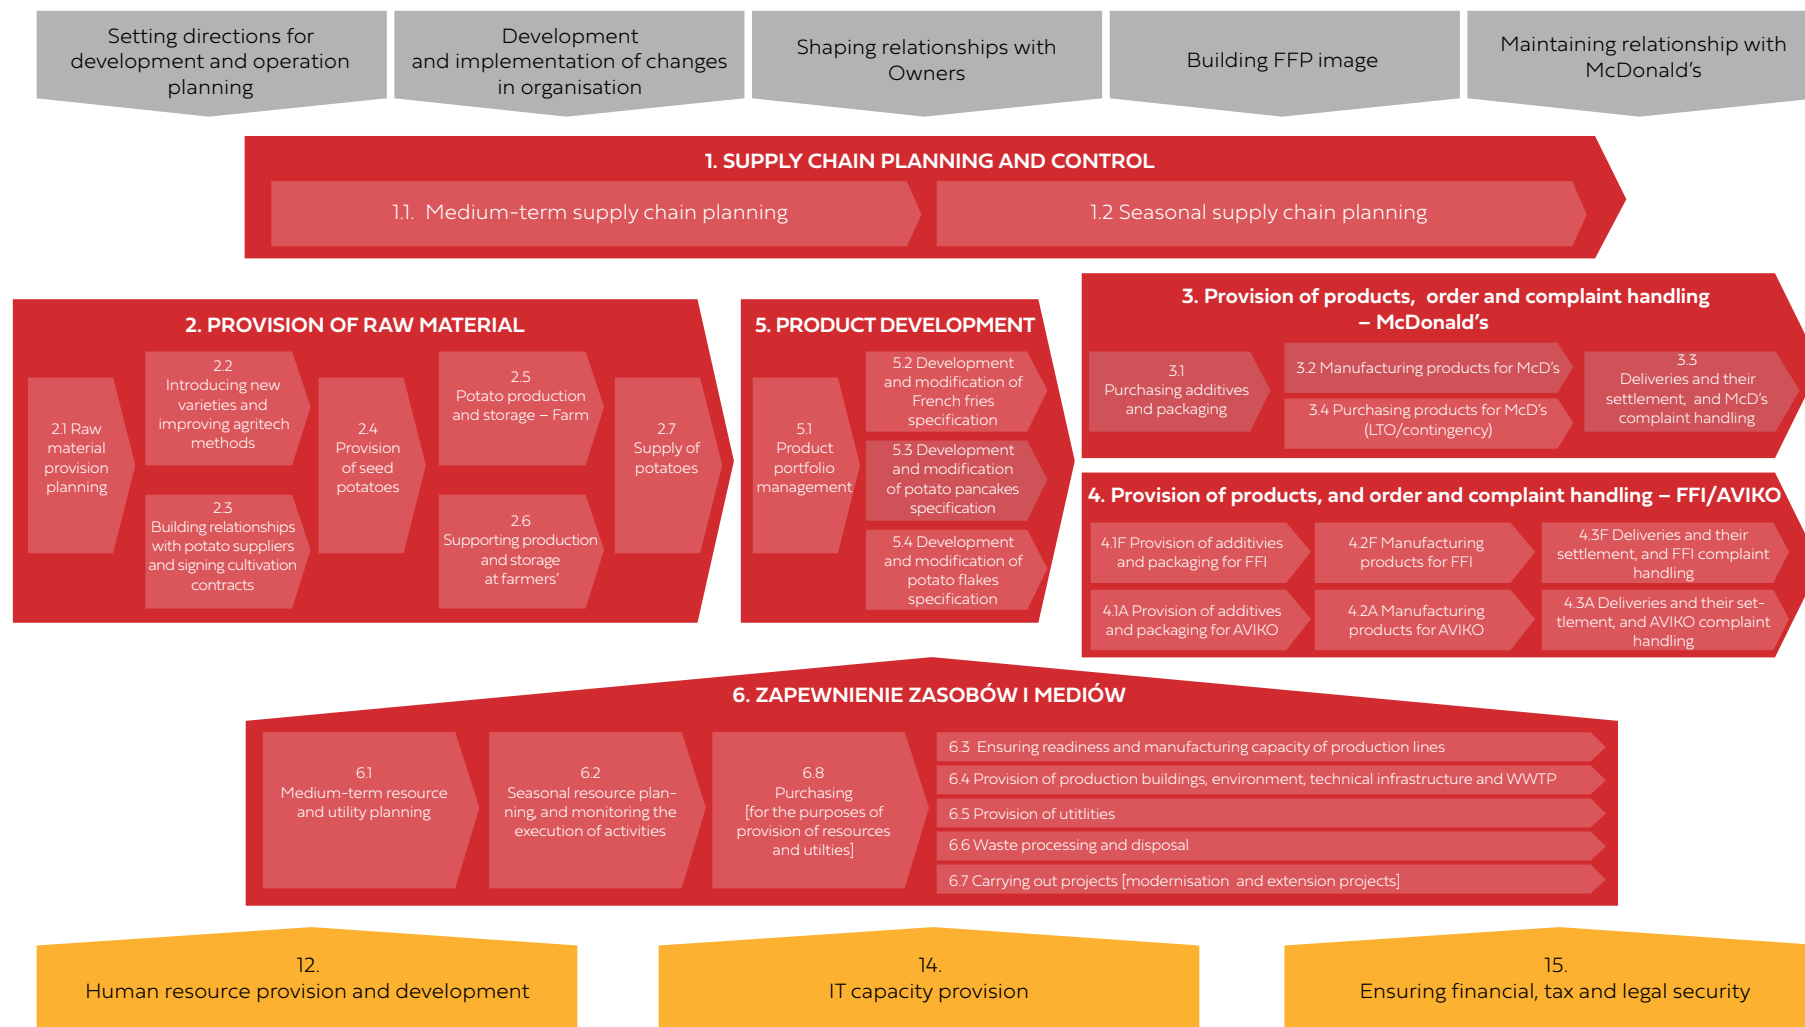 Setting directions for
development and operation
planning
Development
and implementation of changes
in organisation
Shaping relationships with
Owners
Building FFP image
Maintaining relationship with
McDonald's
1. SUPPLY CHAIN PLANNING AND CONTROL
1.1. Medium-term supply chain planning
1.2 Seasonal supply chain planning
2. PROVISION OF RAW MATERIAL
2.1 Raw
material
provision
planning
2.2
Introducing new
varieties and
improving agritech
methods
2.3
Building relationships
with potato suppliers
and signing cultivation
contracts
2.4
Provision
of seed
potatoes
2.5
Potato production
and storage – Farm
2.6
Supporting production
and storage
at farmers'
2.7
Supply of
potatoes
5. PRODUCT DEVELOPMENT
5.1
Product
portfolio
management
5.2 Development
and modification of
French fries
specification
5.3 Development
and modification
of potato pancakes
specification
5.4 Development
and modification of
potato flakes
specification
3. Provision of products, order and complaint handling
– McDonald's
3.1
Purchasing additives
and packaging
3.2 Manufacturing products for McD's
3.4 Purchasing products for McD's
(LTO/contingency)
3.3
Deliveries and their
settlement, and McD's
complaint handling
4. Provision of products, and order and complaint handling – FFI/AVIKO
4.1F Provision of additivies
and packaging for FFI
4.2F Manufacturing
products for FFI
4.3F Deliveries and their
settlement, and FFI complaint
handling
4.1A Provision of additives
and packaging for AVIKO
4.2A Manufacturing
products for AVIKO
4.3A Deliveries and their set-
tlement, and AVIKO complaint
handling
6. ZAPEWNIENIE ZASOBÓW I MEDIÓW
6.1
Medium-term resource
and utility planning
6.2
Seasonal resource plan-
ning, and monitoring the
execution of activities
6.8
Purchasing
[for the purposes of
provision of resources
and utilties]
6.3 Ensuring readiness and manufacturing capacity of production lines
6.4 Provision of production buildings, environment, technical infrastructure and WWTP
6.5 Provision of utitlities
6.6 Waste processing and disposal
6.7 Carrying out projects [modernisation and extension projects]
12.
Human resource provision and development
14.
IT capacity provision
15.
Ensuring financial, tax and legal security